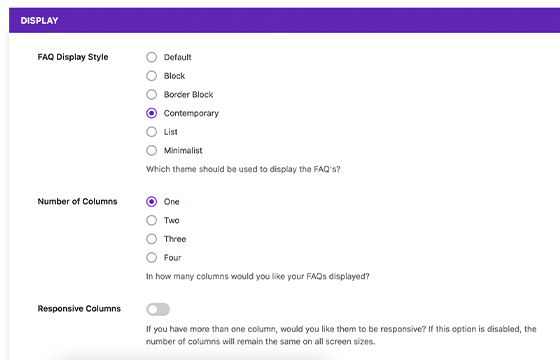 DISPLAY
FAQ Display Style
Default
Block
Border Block
Contemporary
List
Minimalist
Which theme should be used to display the FAQ's?
Number of Columns
One
Two
Three
Four
In how many columns would you like your FAQs displayed?
Responsive Columns
If you have more than one column, would you like them to be responsive? If this option is disabled, the
number of columns will remain the same on all screen sizes.